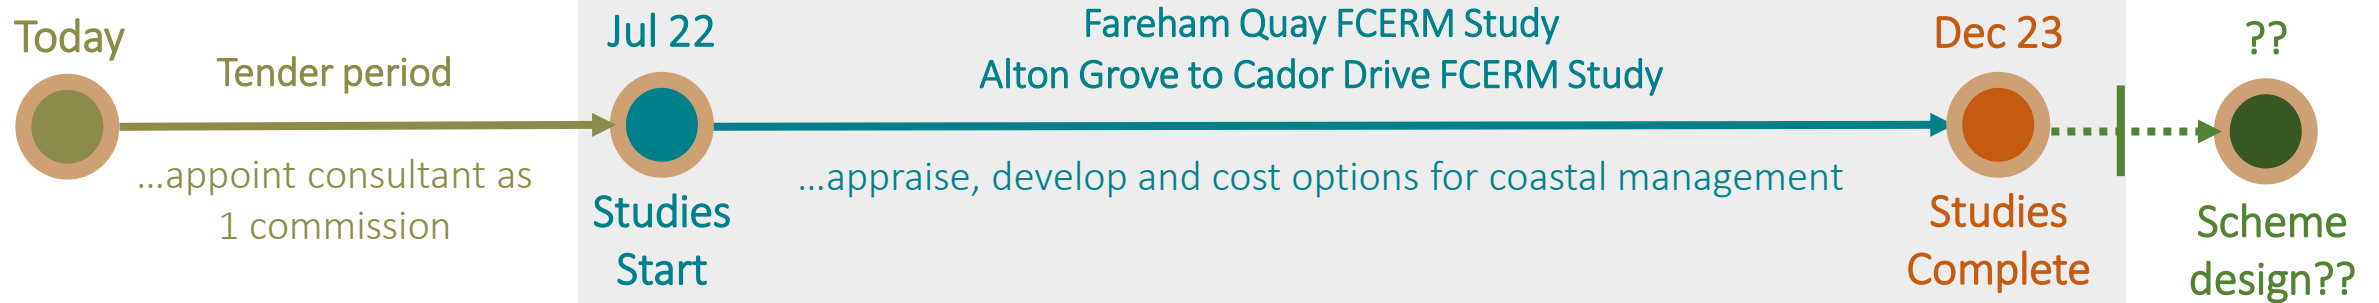 Today
Tender period
...appoint consultant as
1 commission
Jul 22
Studies
Start
Fareham Quay FCERM Study
Alton Grove to Cador Drive FCERM Study
...appraise, develop and cost options for coastal management
Dec 23
Studies
Complete
??
Scheme
design??